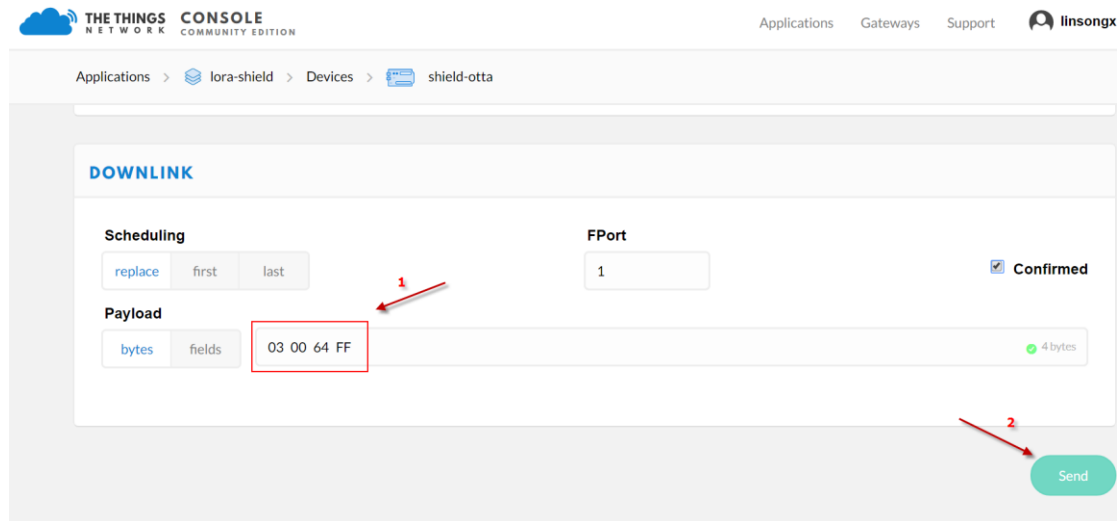 THE THINGS CONSOLE
NETWORK COMMUNITY EDITION
Applications Gateways Support linsongx
Applications > lora-shield > Devices > shield-otta
DOWNLINK
Scheduling FPort
replace first last 1 Confirmed
1
Payload
bytes fields 03 00 64 FF 4 bytes
2
Send